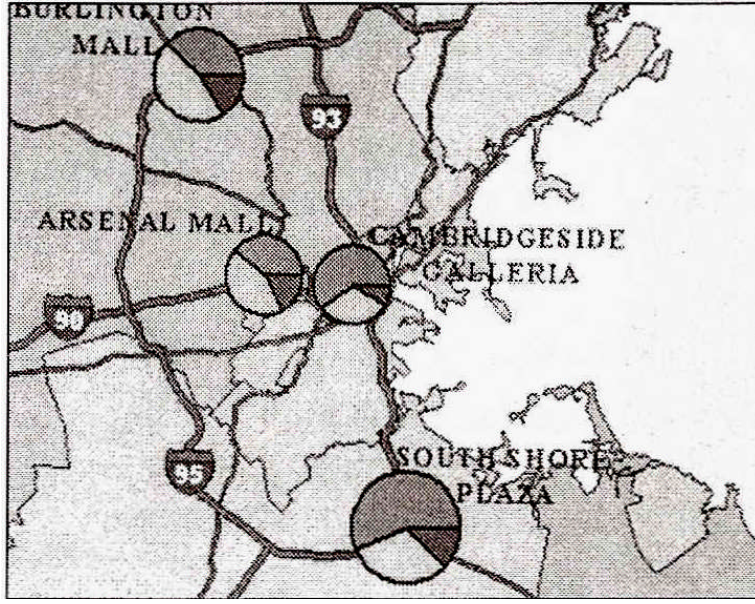 BURLINGTON
MALL
93
ARSENAL MALL
CAMBRIDGESIDE
GALLERIA
90
95
SOUTH SHORE
PLAZA